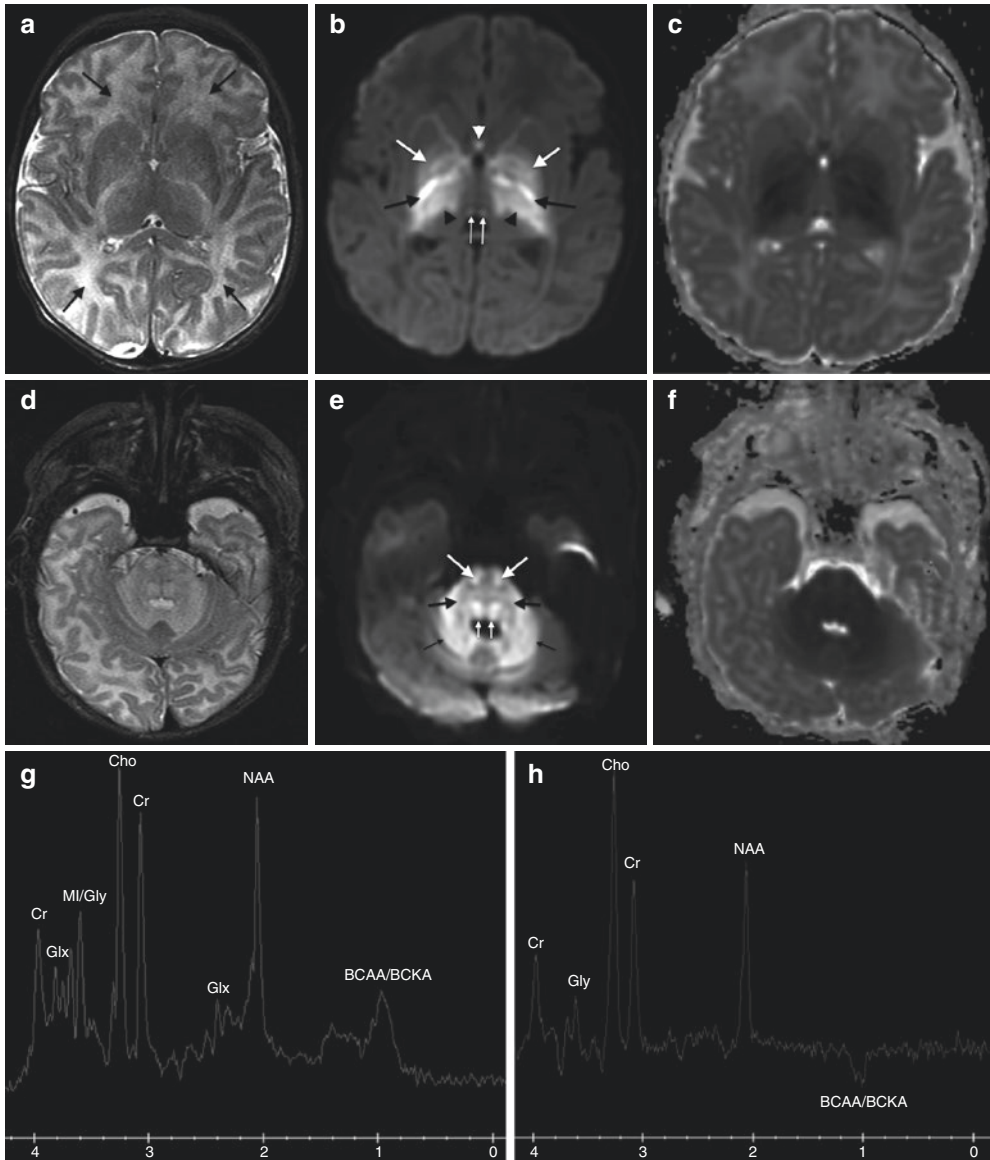 a
b
c
d
e
f
g
Cho
Cr
NAA
MI/Gly
Cr
Glx
Glx
BCAA/BCKA
4 3 2 1 0
h
Cho
Cr
NAA
Cr
Gly
BCAA/BCKA
4 3 2 1 0